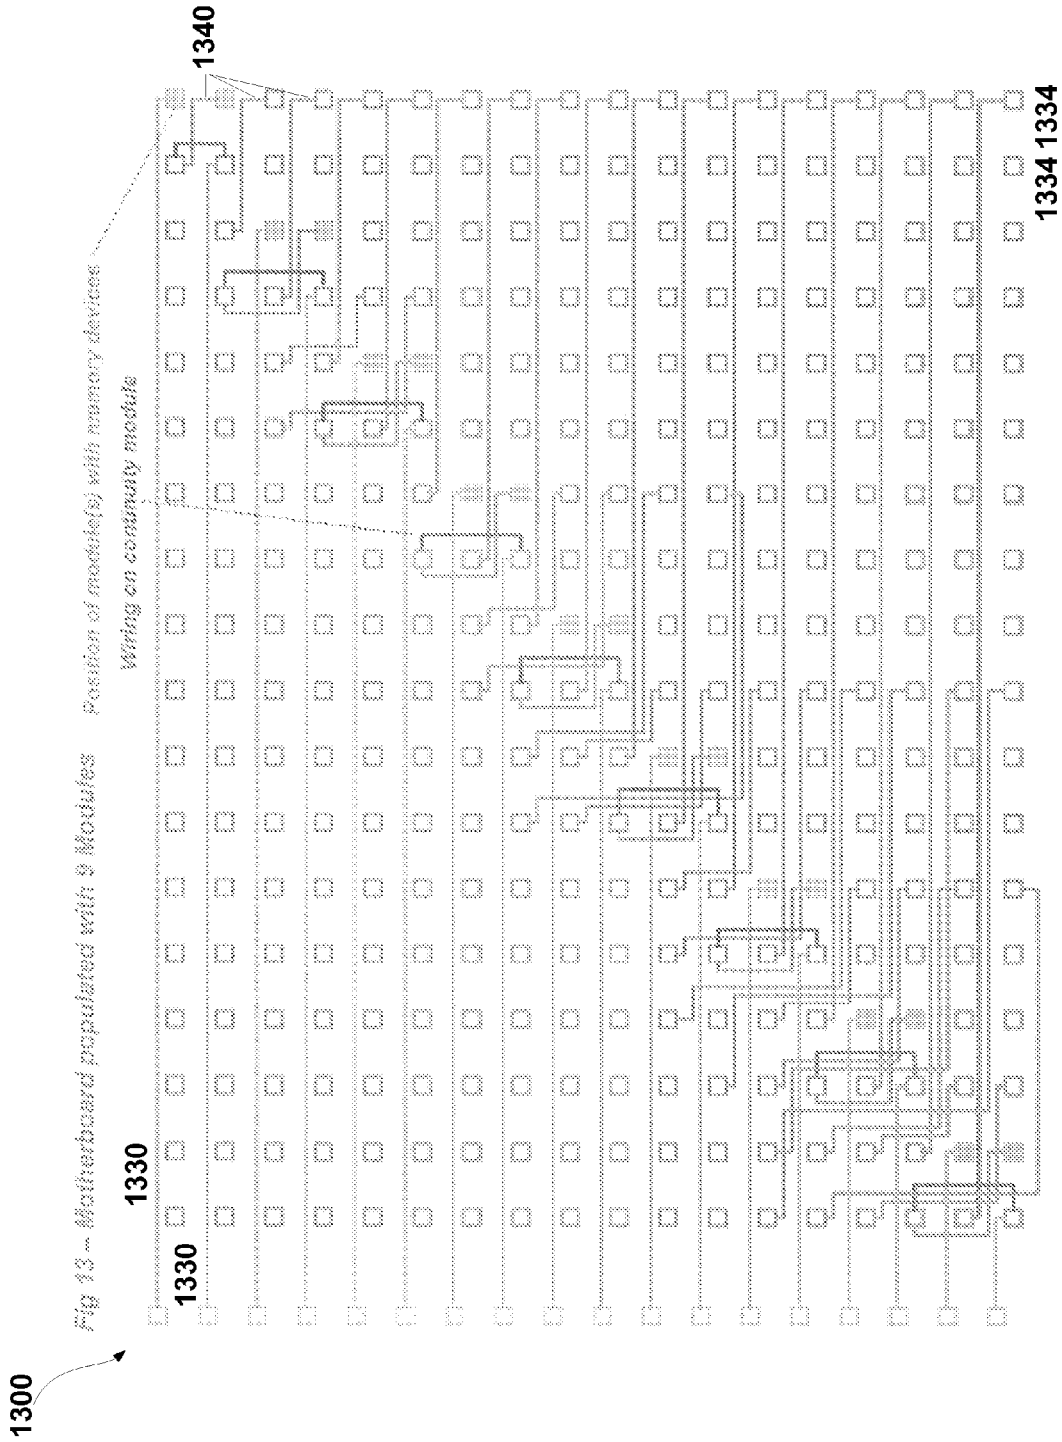 1300
Fig 13 – Motherboard populated with 9 Modules
Position of module(s) with memory devices
Wiring on continuity module
1330
1330
1340
1334
1334